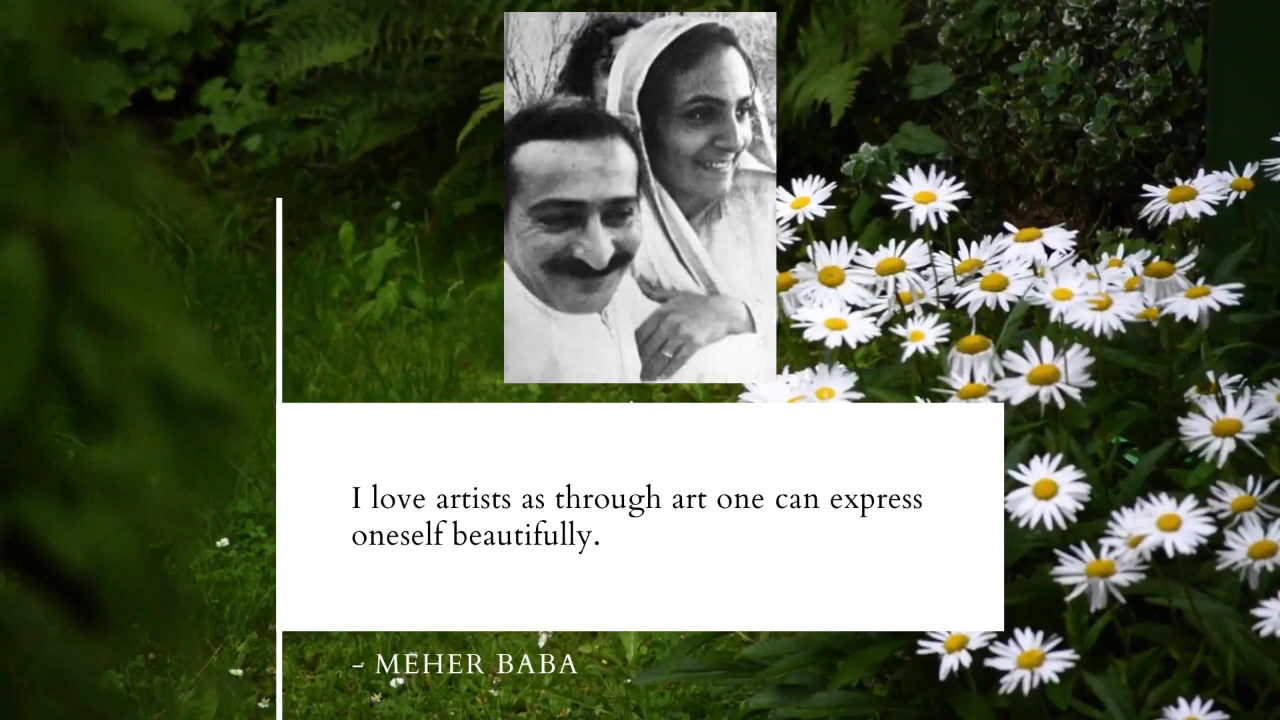 I love artists as through art one can express
oneself beautifully.
– MEHER BABA